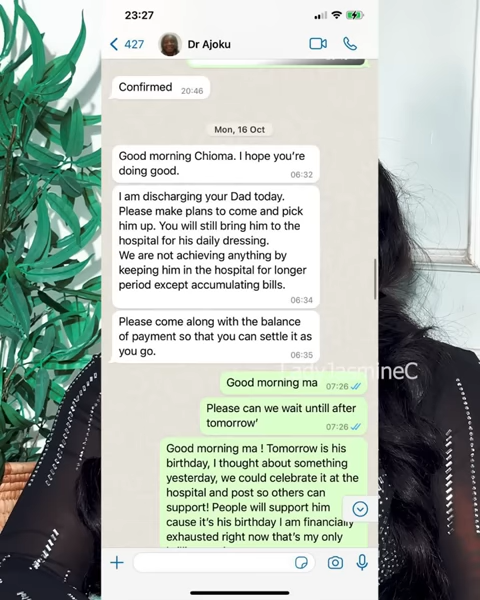 23:27
427
Dr Ajoku
Confirmed 20:46
Mon, 16 Oct
Good morning Chioma. I hope you're
doing good. 06:32
I am discharging your Dad today.
Please make plans to come and pick
him up. You will still bring him to the
hospital for his daily dressing.
We are not achieving anything by
keeping him in the hospital for longer
period except accumulating bills.
06:34
Please come along with the balance
of payment so that you can settle it as
you go. 06:35
LadyJasmineC
Good morning ma 07:26
Please can we wait untill after
tomorrow' 07:26
Good morning ma ! Tomorrow is his
birthday, I thought about something
yesterday, we could celebrate it at the
hospital and post so others can
support! People will support him
cause it's his birthday I am financially
exhausted right now that's my only